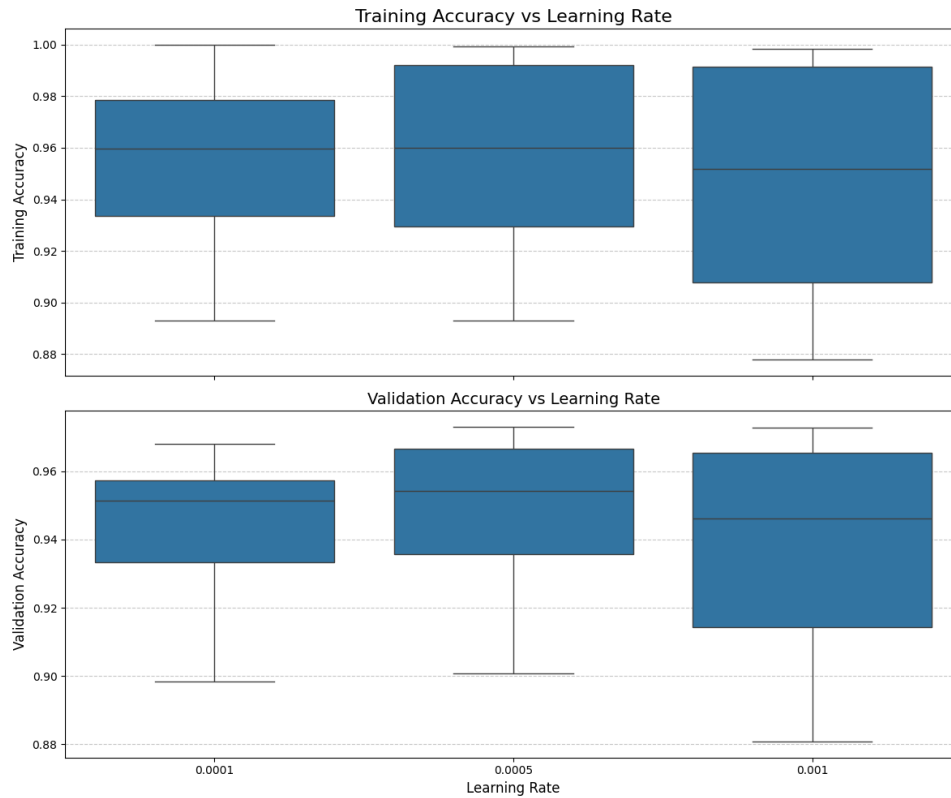 Training Accuracy vs Learning Rate
Training Accuracy
1.00
0.98
0.96
0.94
0.92
0.90
0.88
Validation Accuracy vs Learning Rate
Validation Accuracy
0.96
0.94
0.92
0.90
0.88
0.0001 0.0005 0.001
Learning Rate